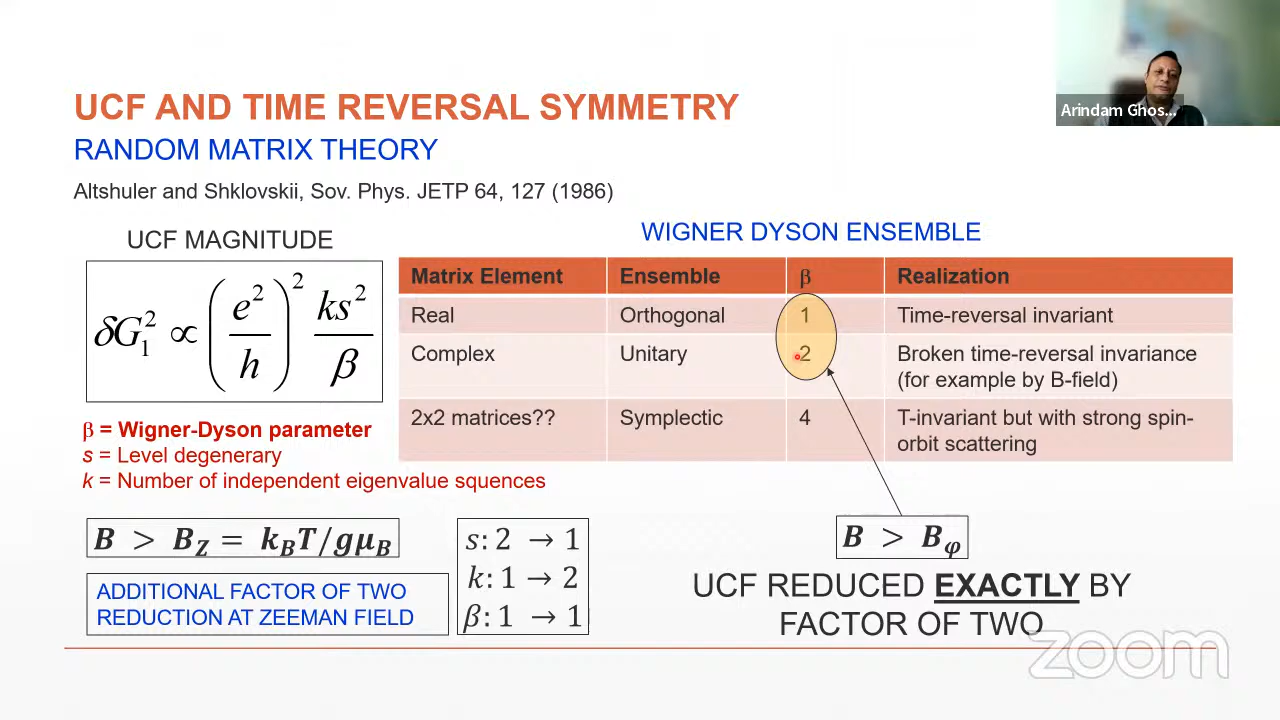 Arindam Ghos...
UCF AND TIME REVERSAL SYMMETRY
RANDOM MATRIX THEORY
Altshuler and Shklovskii, Sov. Phys. JETP 64, 127 (1986)
UCF MAGNITUDE
δG₁² ∝ (e²/h)² ks²/β
β = Wigner-Dyson parameter
s = Level degenerary
k = Number of independent eigenvalue squences
WIGNER DYSON ENSEMBLE
Matrix Element Ensemble β Realization
Real Orthogonal 1 Time-reversal invariant
Complex Unitary 2 Broken time-reversal invariance
(for example by B-field)
2x2 matrices?? Symplectic 4 T-invariant but with strong spin-
orbit scattering
B > B_Z = k_BT/gμ_B
ADDITIONAL FACTOR OF TWO
REDUCTION AT ZEEMAN FIELD
s: 2 → 1
k: 1 → 2
β: 1 → 1
B > B_φ
UCF REDUCED EXACTLY BY
FACTOR OF TWO
zoom